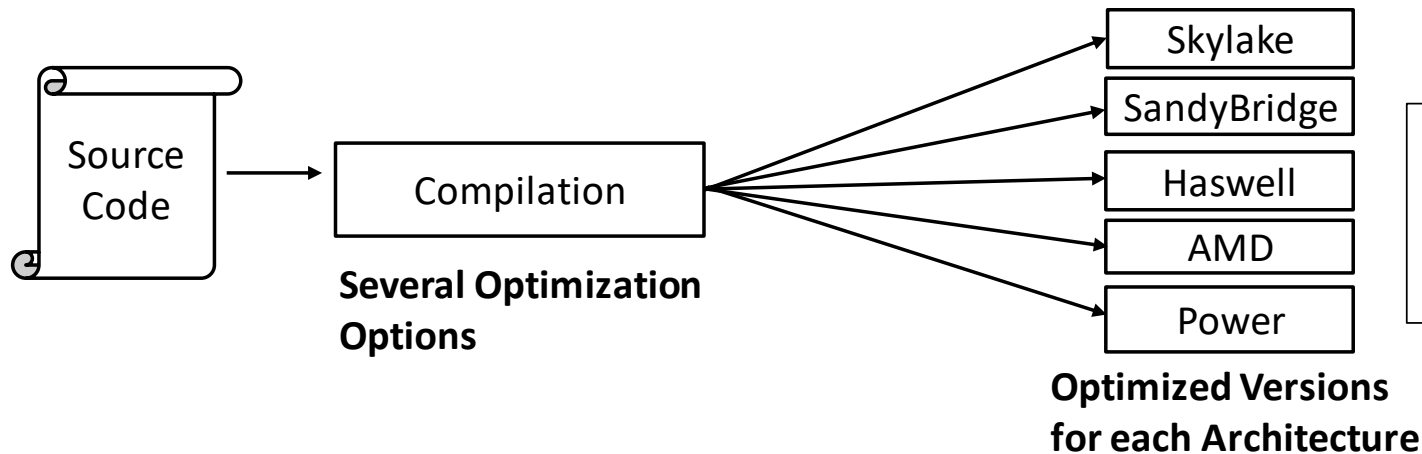 Source
Code
Compilation
Several Optimization
Options
Skylake
SandyBridge
Haswell
AMD
Power
Optimized Versions
for each Architecture